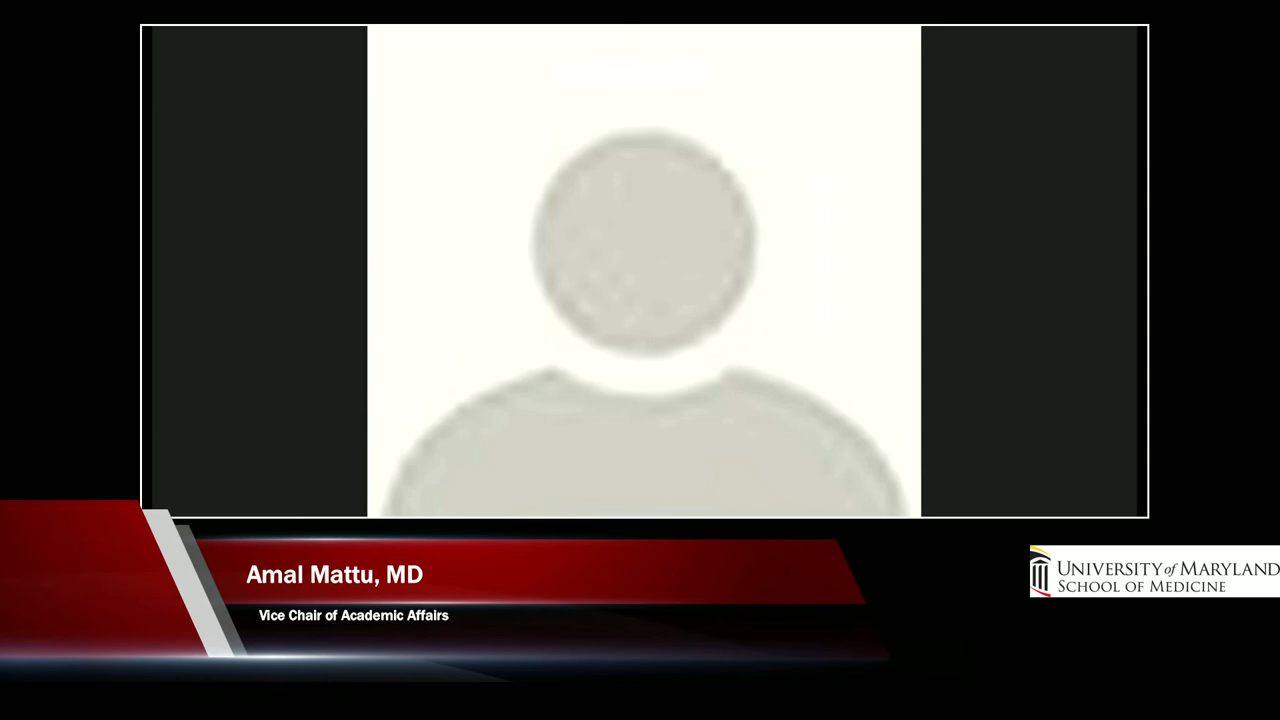 Amal Mattu, MD
Vice Chair of Academic Affairs
UNIVERSITY of MARYLAND
SCHOOL OF MEDICINE